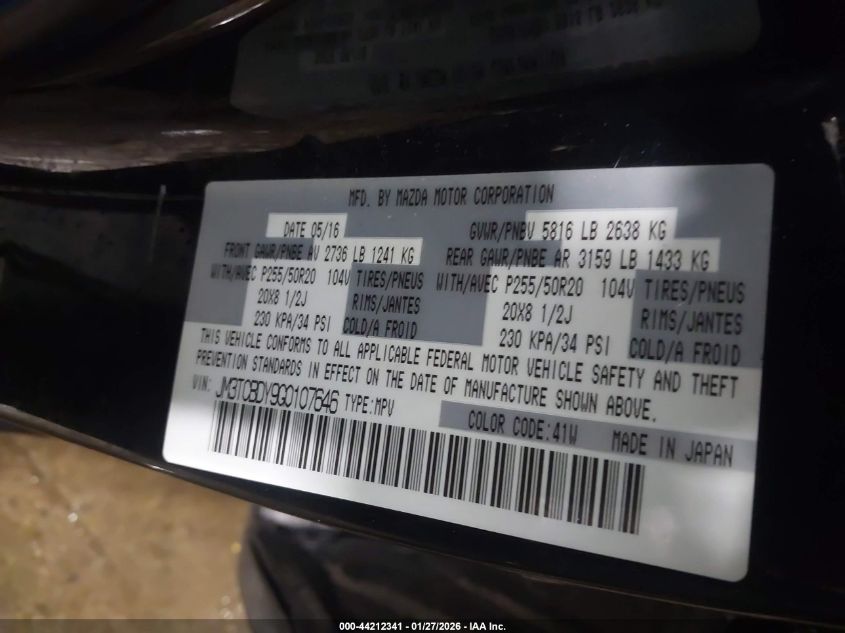 MFD. BY MAZDA MOTOR CORPORATION
DATE 05/16 GVWR/PNBV 5816 LB 2638 KG
FRONT GAWR/PNBE AV 2736 LB 1241 KG REAR GAWR/PNBE AR 3159 LB 1433 KG
WITH/AVEC P255/50R20 104V TIRES/PNEUS WITH/AVEC P255/50R20 104V TIRES/PNEUS
20X8 1/2J RIMS/JANTES 20X8 1/2J RIMS/JANTES
230 KPA/34 PSI COLD/A FROID 230 KPA/34 PSI COLD/A FROID
THIS VEHICLE CONFORMS TO ALL APPLICABLE FEDERAL MOTOR VEHICLE SAFETY AND THEFT
PREVENTION STANDARDS IN EFFECT ON THE DATE OF MANUFACTURE SHOWN ABOVE.
VIN: JM3TCBDY9G0107646 TYPE:MPV
COLOR CODE:41W MADE IN JAPAN
000-44212341 - 01/27/2026 - IAA Inc.